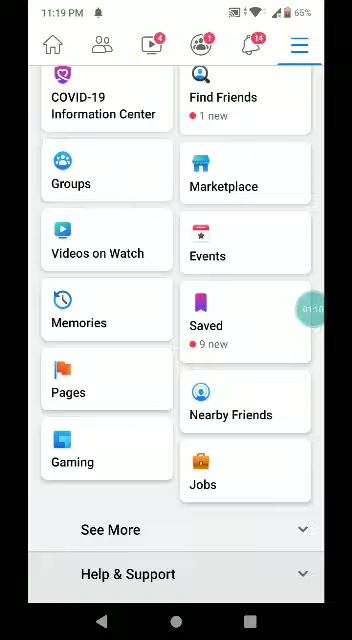 11:19 PM
65%
4
1
14
COVID-19
Information Center
Find Friends
1 new
Groups
Marketplace
Videos on Watch
Events
Memories
Saved
9 new
Pages
Nearby Friends
Gaming
Jobs
See More
Help & Support